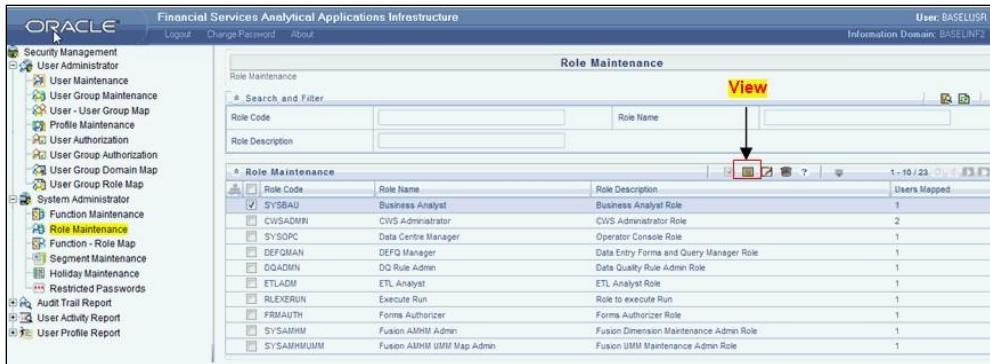 ORACLE
Financial Services Analytical Applications Infrastructure
User: BASELUSR
Logout Change Password About
Information Domain: BASELINF2
Security Management
User Administrator
User Maintenance
User Group Maintenance
User - User Group Map
Profile Maintenance
User Authorization
User Group Authorization
User Group Domain Map
User Group Role Map
System Administrator
Function Maintenance
Role Maintenance
Function - Role Map
Segment Maintenance
Holiday Maintenance
Restricted Passwords
Audit Trail Report
User Activity Report
User Profile Report
Role Maintenance
Role Maintenance
View
Search and Filter
Role Code
Role Name
Role Description
Role Maintenance
? 1 - 10 / 23
Role Code Role Name Role Description Users Mapped
SYSBAU Business Analyst Business Analyst Role 1
CWSADMIN CWS Administrator CWS Administrator Role 2
SYSOPC Data Centre Manager Operator Console Role 1
DEFQMAN DEFQ Manager Data Entry Forms and Query Manager Role 1
DQADMN DQ Rule Admin Data Quality Rule Admin Role 1
ETLADM ETL Analyst ETL Analyst Role 1
RLEXERUN Execute Run Role to execute Run 1
FRMAUTH Forms Authorizer Forms Authorizer Role 1
SYSAMHM Fusion AMHM Admin Fusion Dimension Maintenance Admin Role 1
SYSAMHMUMM Fusion AMHM UMM Map Admin Fusion UMM Maintenance Admin Role 1